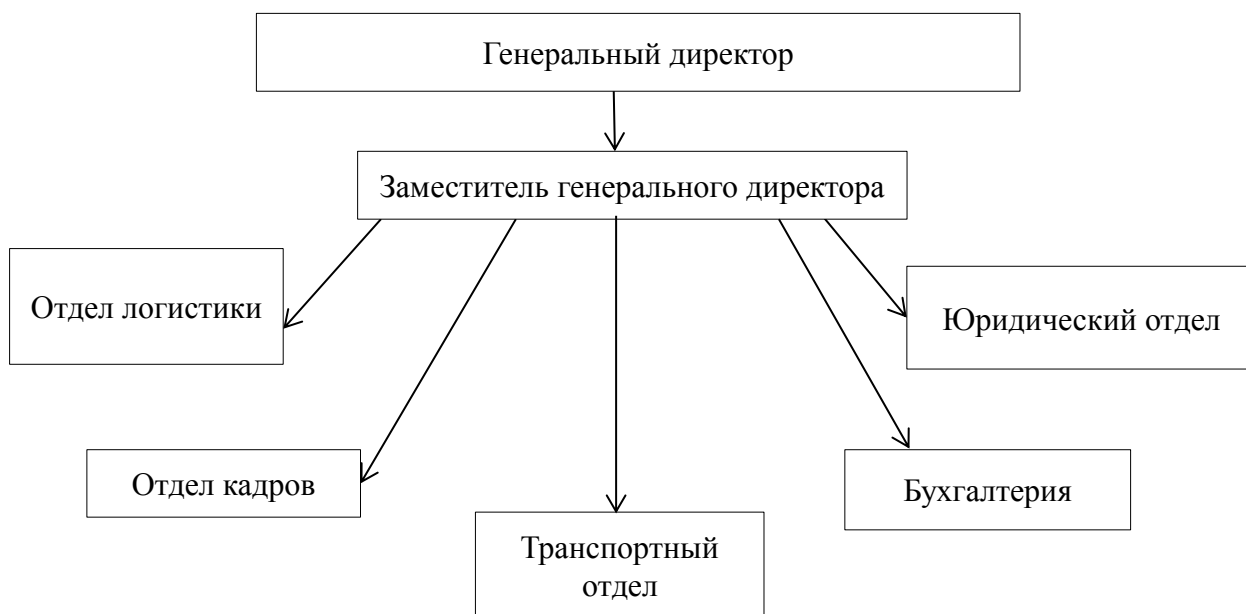 Генеральный директор
Заместитель генерального директора
Отдел логистики
Юридический отдел
Отдел кадров
Бухгалтерия
Транспортный
отдел